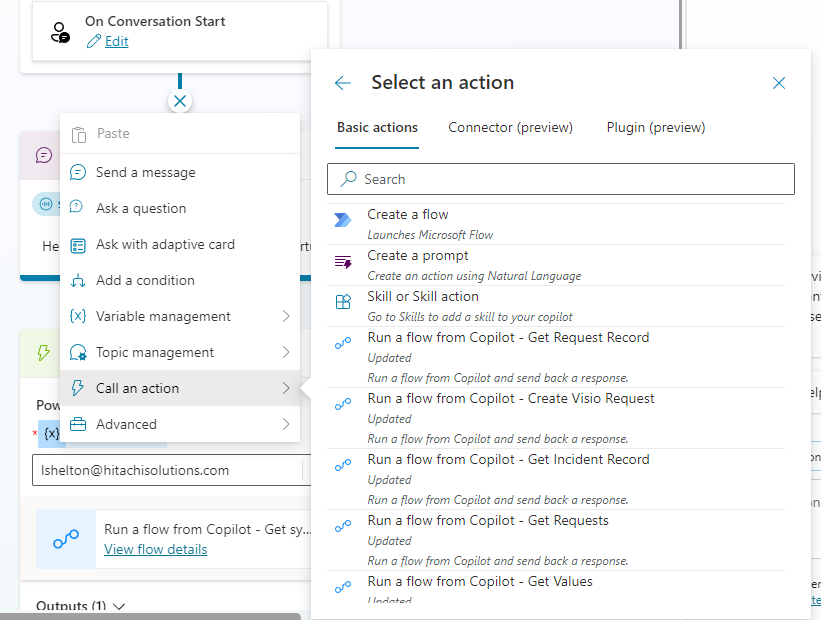 On Conversation Start
Edit
Paste
Send a message
Ask a question
Ask with adaptive card
Add a condition
{x} Variable management
Topic management
Call an action
Advanced
He
Pow
* {x}
lshelton@hitachisolutions.com
Run a flow from Copilot - Get sy...
View flow details
Outputs (1)
Select an action
Basic actions
Connector (preview)
Plugin (preview)
Search
Create a flow
Launches Microsoft Flow
Create a prompt
Create an action using Natural Language
Skill or Skill action
Go to Skills to add a skill to your copilot
Run a flow from Copilot - Get Request Record
Updated
Run a flow from Copilot and send back a response.
Run a flow from Copilot - Create Visio Request
Updated
Run a flow from Copilot and send back a response.
Run a flow from Copilot - Get Incident Record
Updated
Run a flow from Copilot and send back a response.
Run a flow from Copilot - Get Requests
Updated
Run a flow from Copilot and send back a response.
Run a flow from Copilot - Get Values
Updated